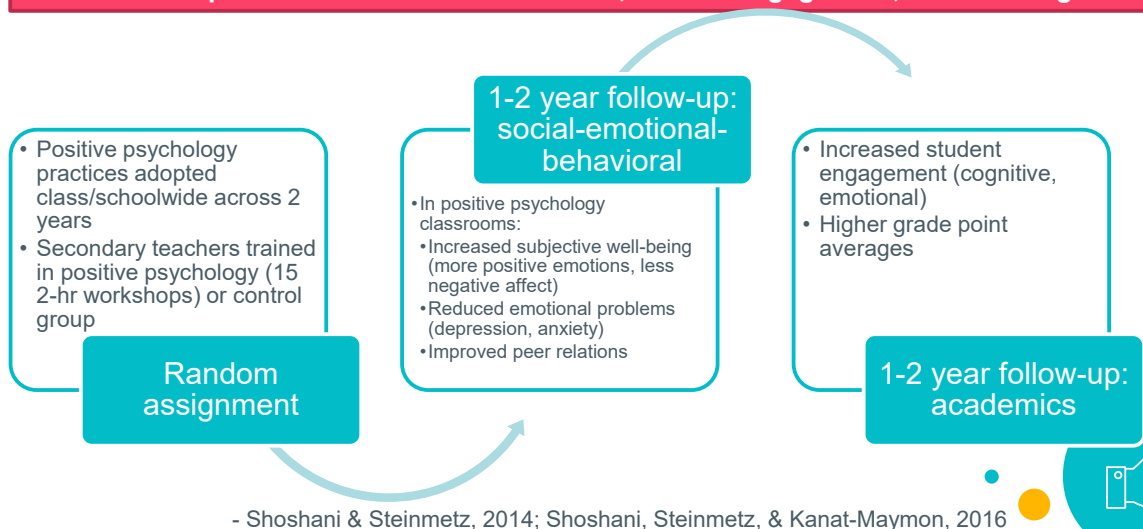 • Positive psychology
practices adopted
class/schoolwide across 2
years
• Secondary teachers trained
in positive psychology (15
2-hr workshops) or control
group
Random
assignment
1-2 year follow-up:
social-emotional-
behavioral
•In positive psychology
classrooms:
•Increased subjective well-being
(more positive emotions, less
negative affect)
•Reduced emotional problems
(depression, anxiety)
•Improved peer relations
• Increased student
engagement (cognitive,
emotional)
• Higher grade point
averages
1-2 year follow-up:
academics
- Shoshani & Steinmetz, 2014; Shoshani, Steinmetz, & Kanat-Maymon, 2016